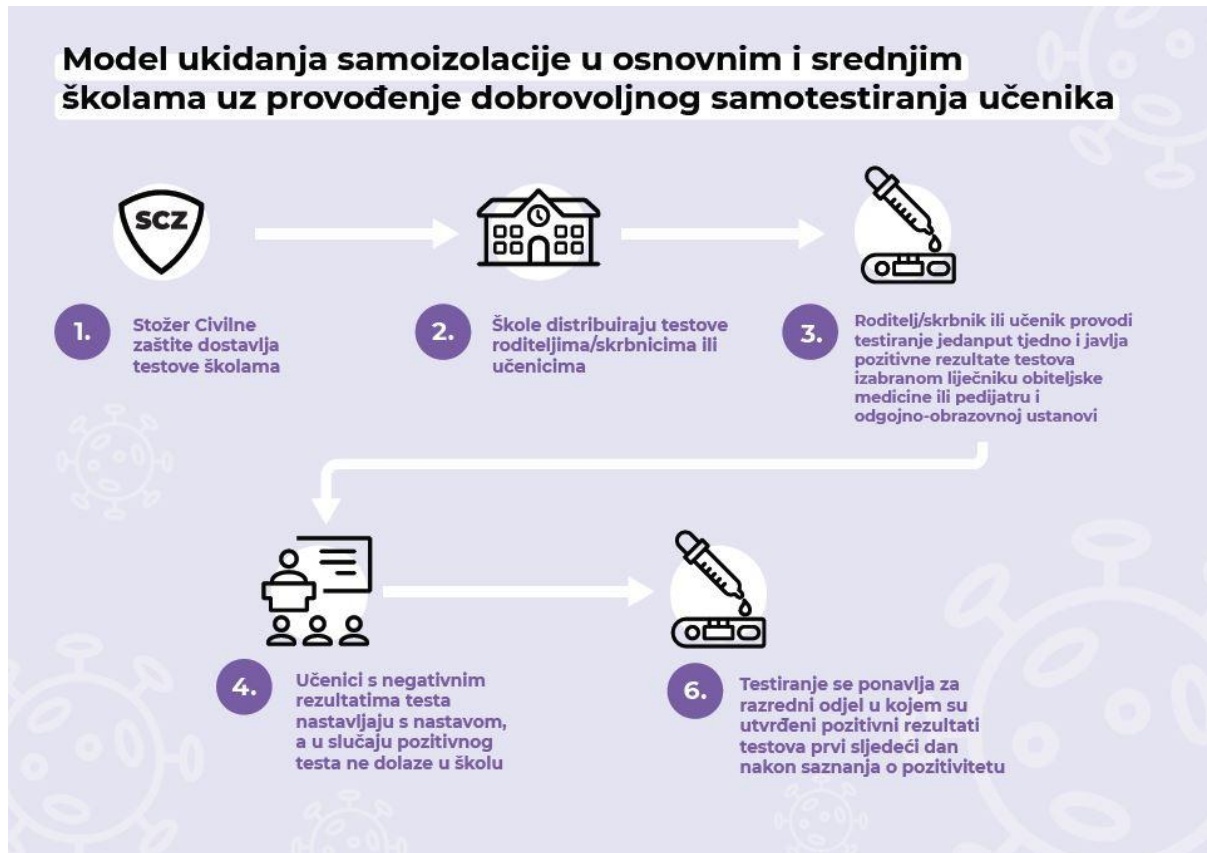 Model ukidanja samoizolacije u osnovnim i srednjim
školama uz provođenje dobrovoljnog samotestiranja učenika
SCZ
1.
Stožer Civilne
zaštite dostavlja
testove školama
2.
Škole distribuiraju testove
roditeljima/skrbnicima ili
učenicima
3.
Roditelj/skrbnik ili učenik provodi
testiranje jedanput tjedno i javlja
pozitivne rezultate testova
izabranom liječniku obiteljske
medicine ili pedijatru i
odgojno-obrazovnoj ustanovi
4.
Učenici s negativnim
rezultatima testa
nastavljaju s nastavom,
a u slučaju pozitivnog
testa ne dolaze u školu
6.
Testiranje se ponavlja za
razredni odjel u kojem su
utvrđeni pozitivni rezultati
testova prvi sljedeći dan
nakon saznanja o pozitivitetu